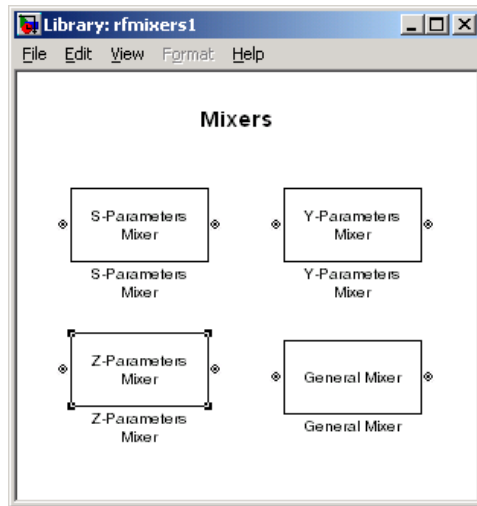 Library: rfmixers1
File Edit View Format Help
Mixers
S-Parameters
Mixer
S-Parameters
Mixer
Y-Parameters
Mixer
Y-Parameters
Mixer
Z-Parameters
Mixer
Z-Parameters
Mixer
General Mixer
General Mixer